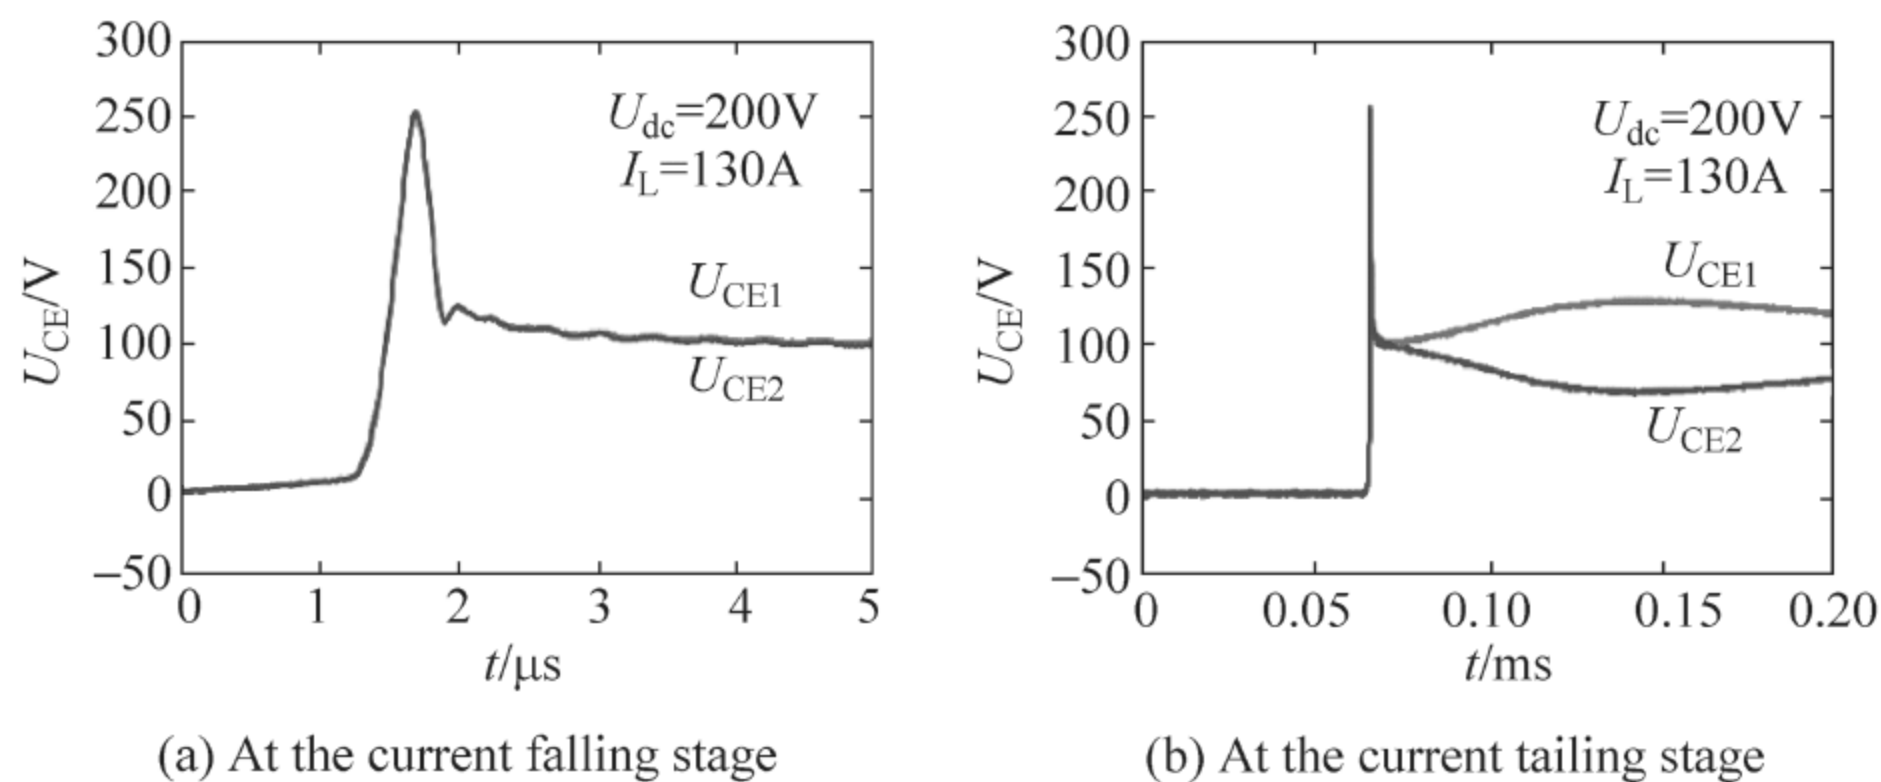 300
250
200
150
100
50
0
–50
U_CE/V
U_dc=200V
I_L=130A
U_CE1
U_CE2
0 1 2 3 4 5
t/μs
(a) At the current falling stage
300
250
200
150
100
50
0
–50
U_CE/V
U_dc=200V
I_L=130A
U_CE1
U_CE2
0 0.05 0.10 0.15 0.20
t/ms
(b) At the current tailing stage